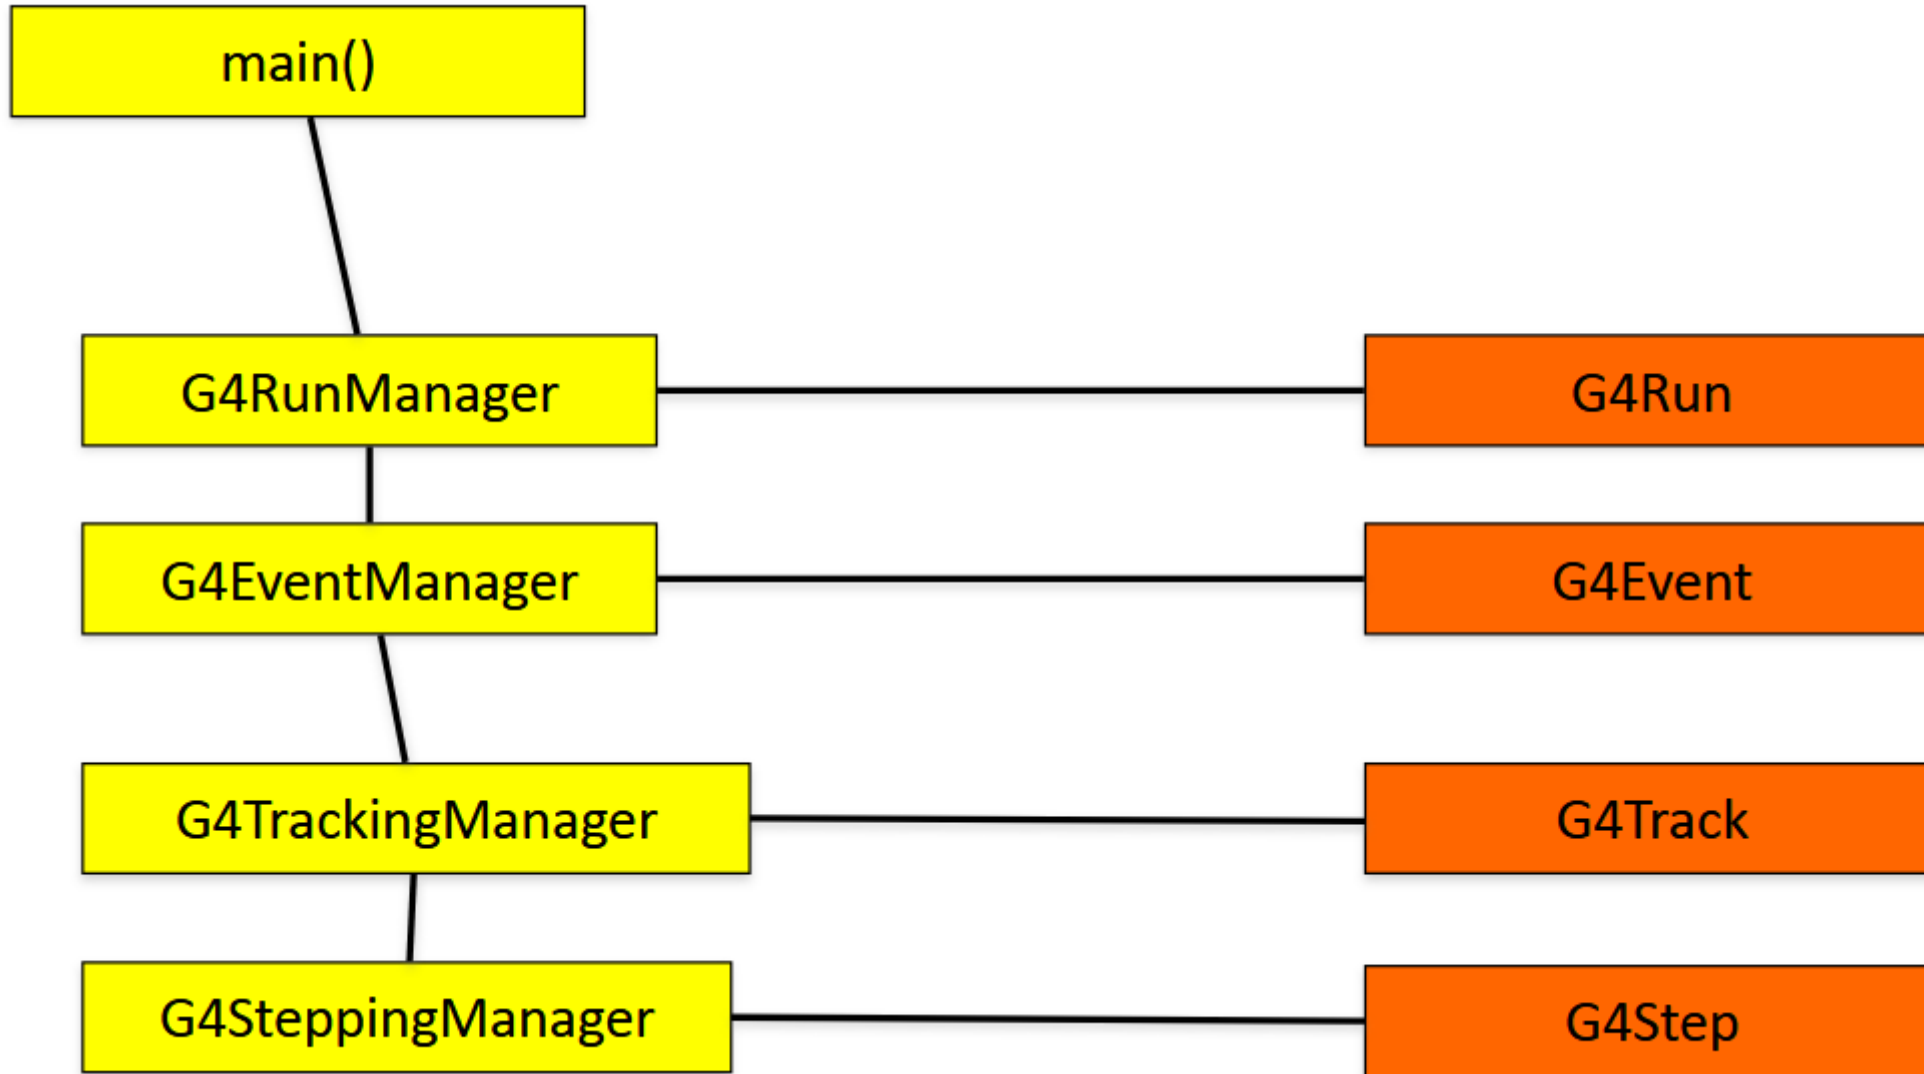 main()
G4RunManager
G4Run
G4EventManager
G4Event
G4TrackingManager
G4Track
G4SteppingManager
G4Step